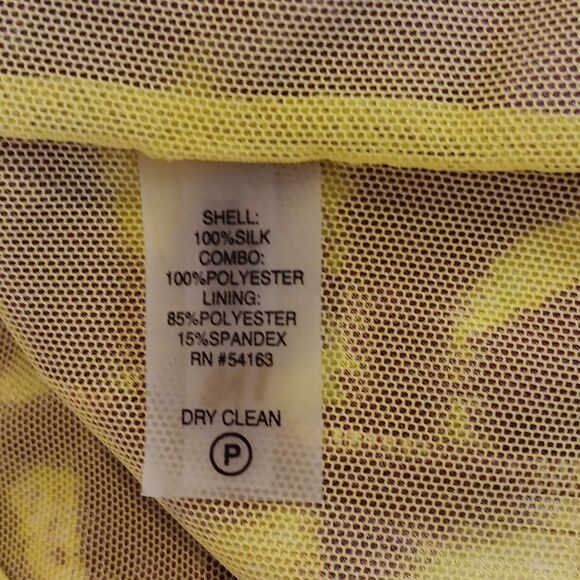 SHELL:
100%SILK
COMBO:
100%POLYESTER
LINING:
85%POLYESTER
15%SPANDEX
RN #54163
DRY CLEAN
P